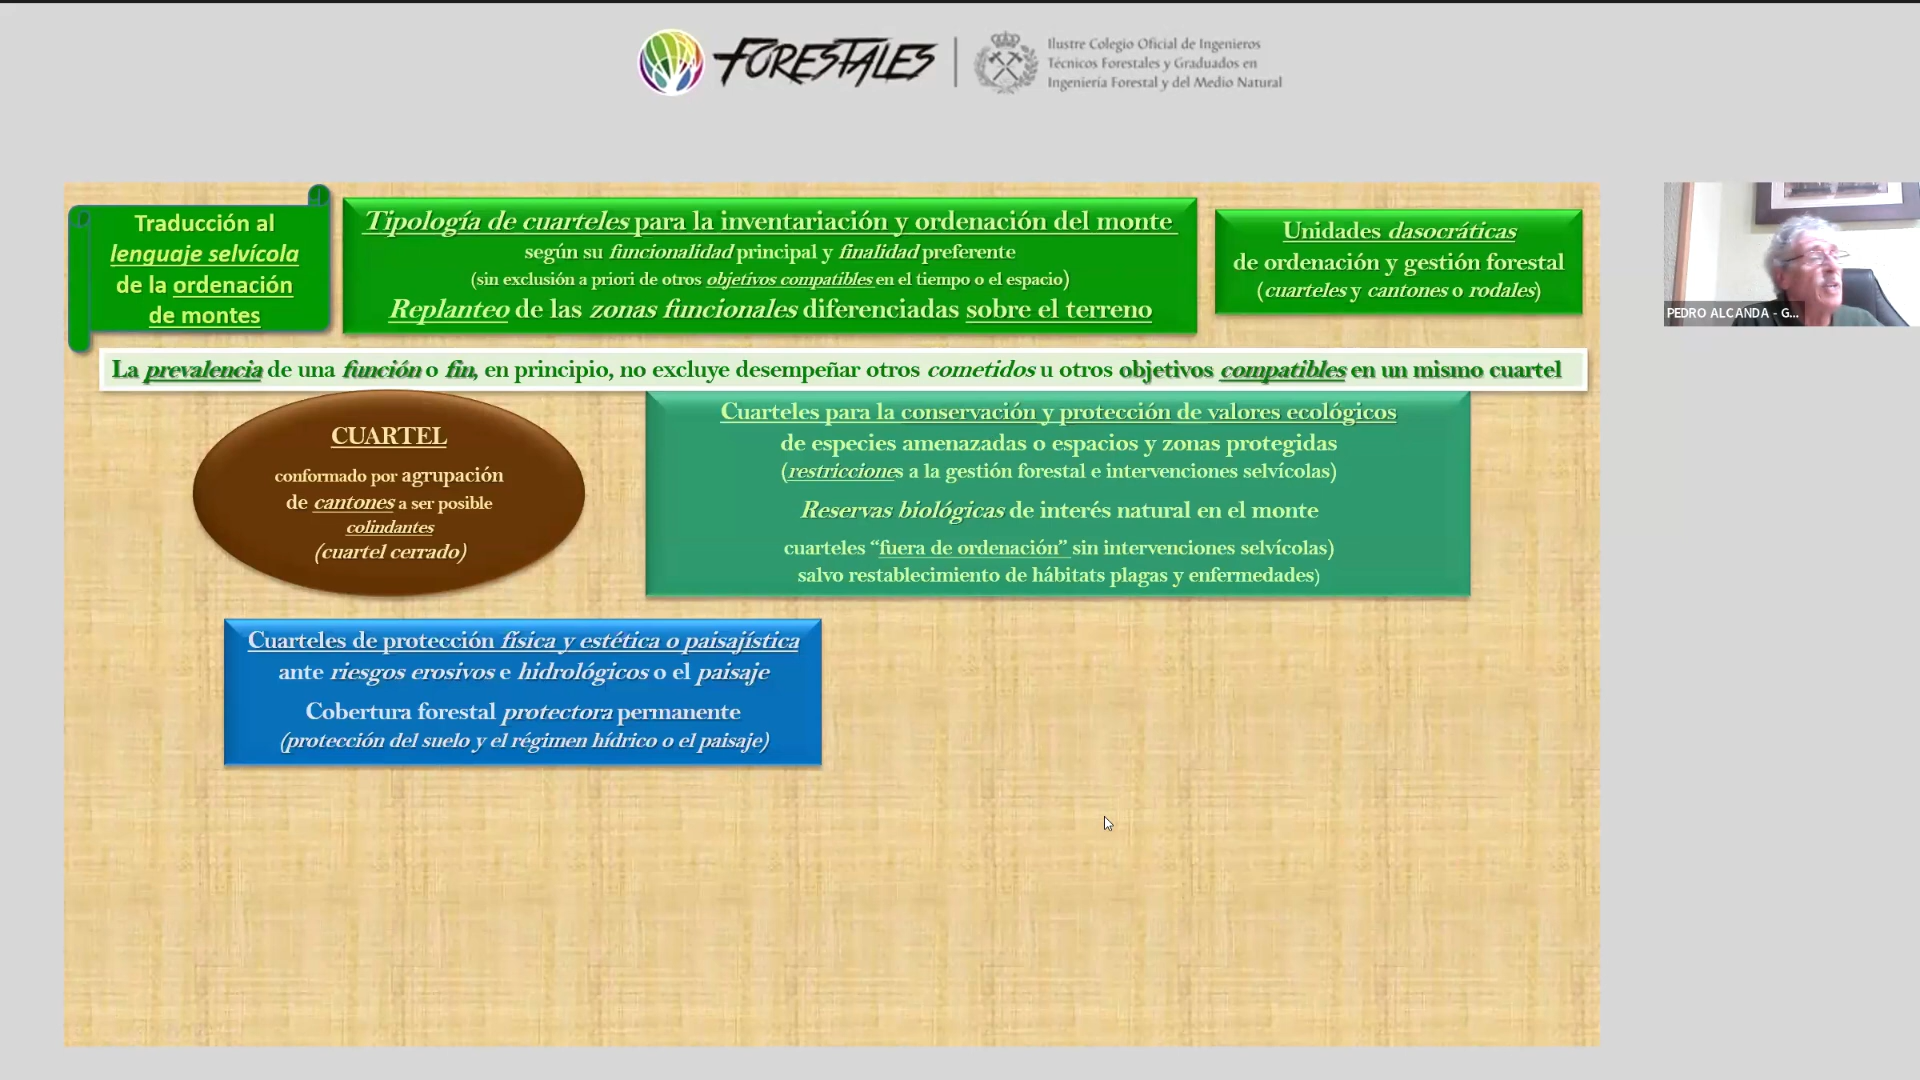 FORESTALES
Ilustre Colegio Oficial de Ingenieros
Técnicos Forestales y Graduados en
Ingeniería Forestal y del Medio Natural
Traducción al
lenguaje selvícola
de la ordenación
de montes
Tipología de cuarteles para la inventariación y ordenación del monte
según su funcionalidad principal y finalidad preferente
(sin exclusión a priori de otros objetivos compatibles en el tiempo o el espacio)
Replanteo de las zonas funcionales diferenciadas sobre el terreno
Unidades dasocráticas
de ordenación y gestión forestal
(cuarteles y cantones o rodales)
PEDRO ALCANDA - G...
La prevalencia de una función o fin, en principio, no excluye desempeñar otros cometidos u otros objetivos compatibles en un mismo cuartel
CUARTEL
conformado por agrupación
de cantones a ser posible
colindantes
(cuartel cerrado)
Cuarteles para la conservación y protección de valores ecológicos
de especies amenazadas o espacios y zonas protegidas
(restricciones a la gestión forestal e intervenciones selvícolas)
Reservas biológicas de interés natural en el monte
cuarteles “fuera de ordenación” sin intervenciones selvícolas)
salvo restablecimiento de hábitats plagas y enfermedades)
Cuarteles de protección física y estética o paisajística
ante riesgos erosivos e hidrológicos o el paisaje
Cobertura forestal protectora permanente
(protección del suelo y el régimen hídrico o el paisaje)